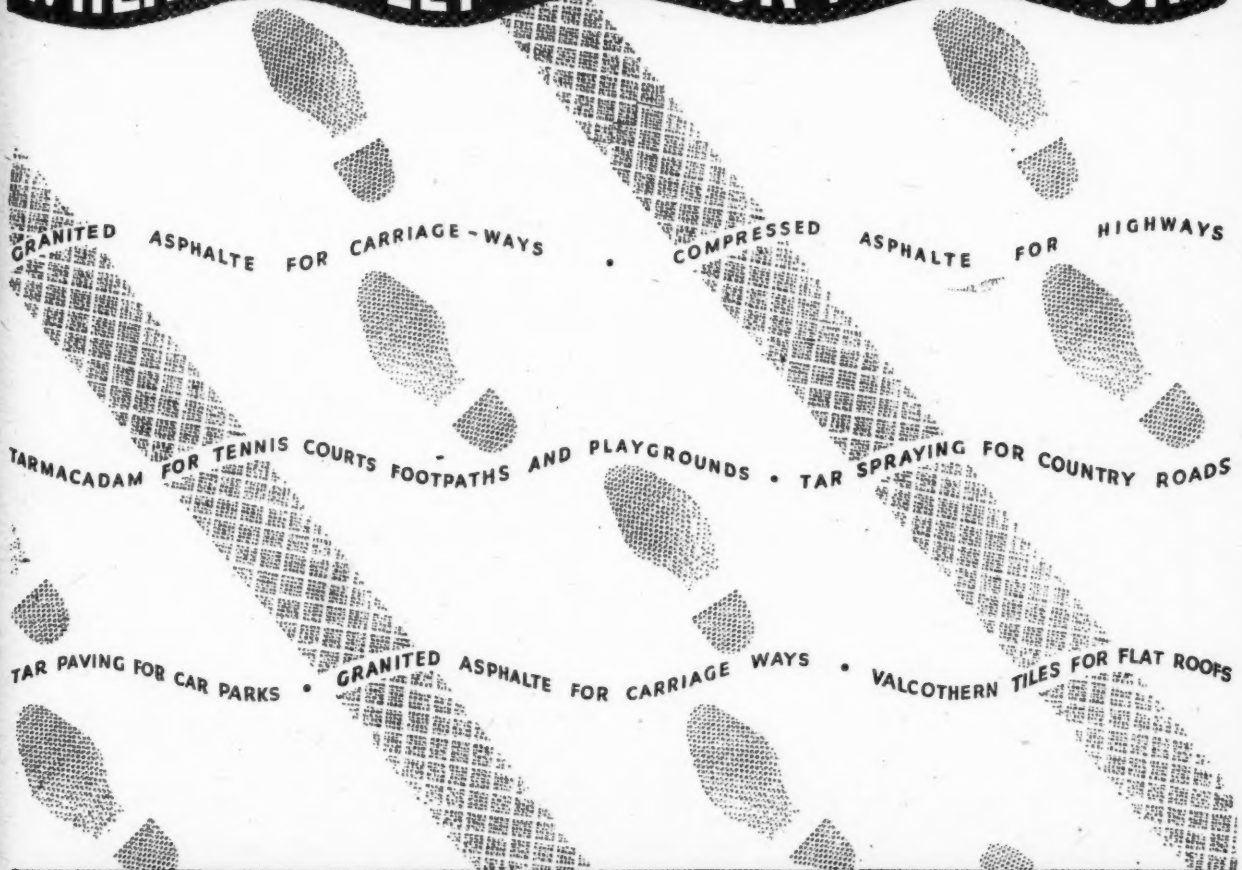 GRANITED ASPHALTE FOR CARRIAGE-WAYS • COMPRESSED ASPHALTE FOR HIGHWAYS
TARMACADAM FOR TENNIS COURTS FOOTPATHS AND PLAYGROUNDS • TAR SPRAYING FOR COUNTRY ROADS
TAR PAVING FOR CAR PARKS • GRANITED ASPHALTE FOR CARRIAGE WAYS • VALCOTHERN TILES FOR FLAT ROOFS